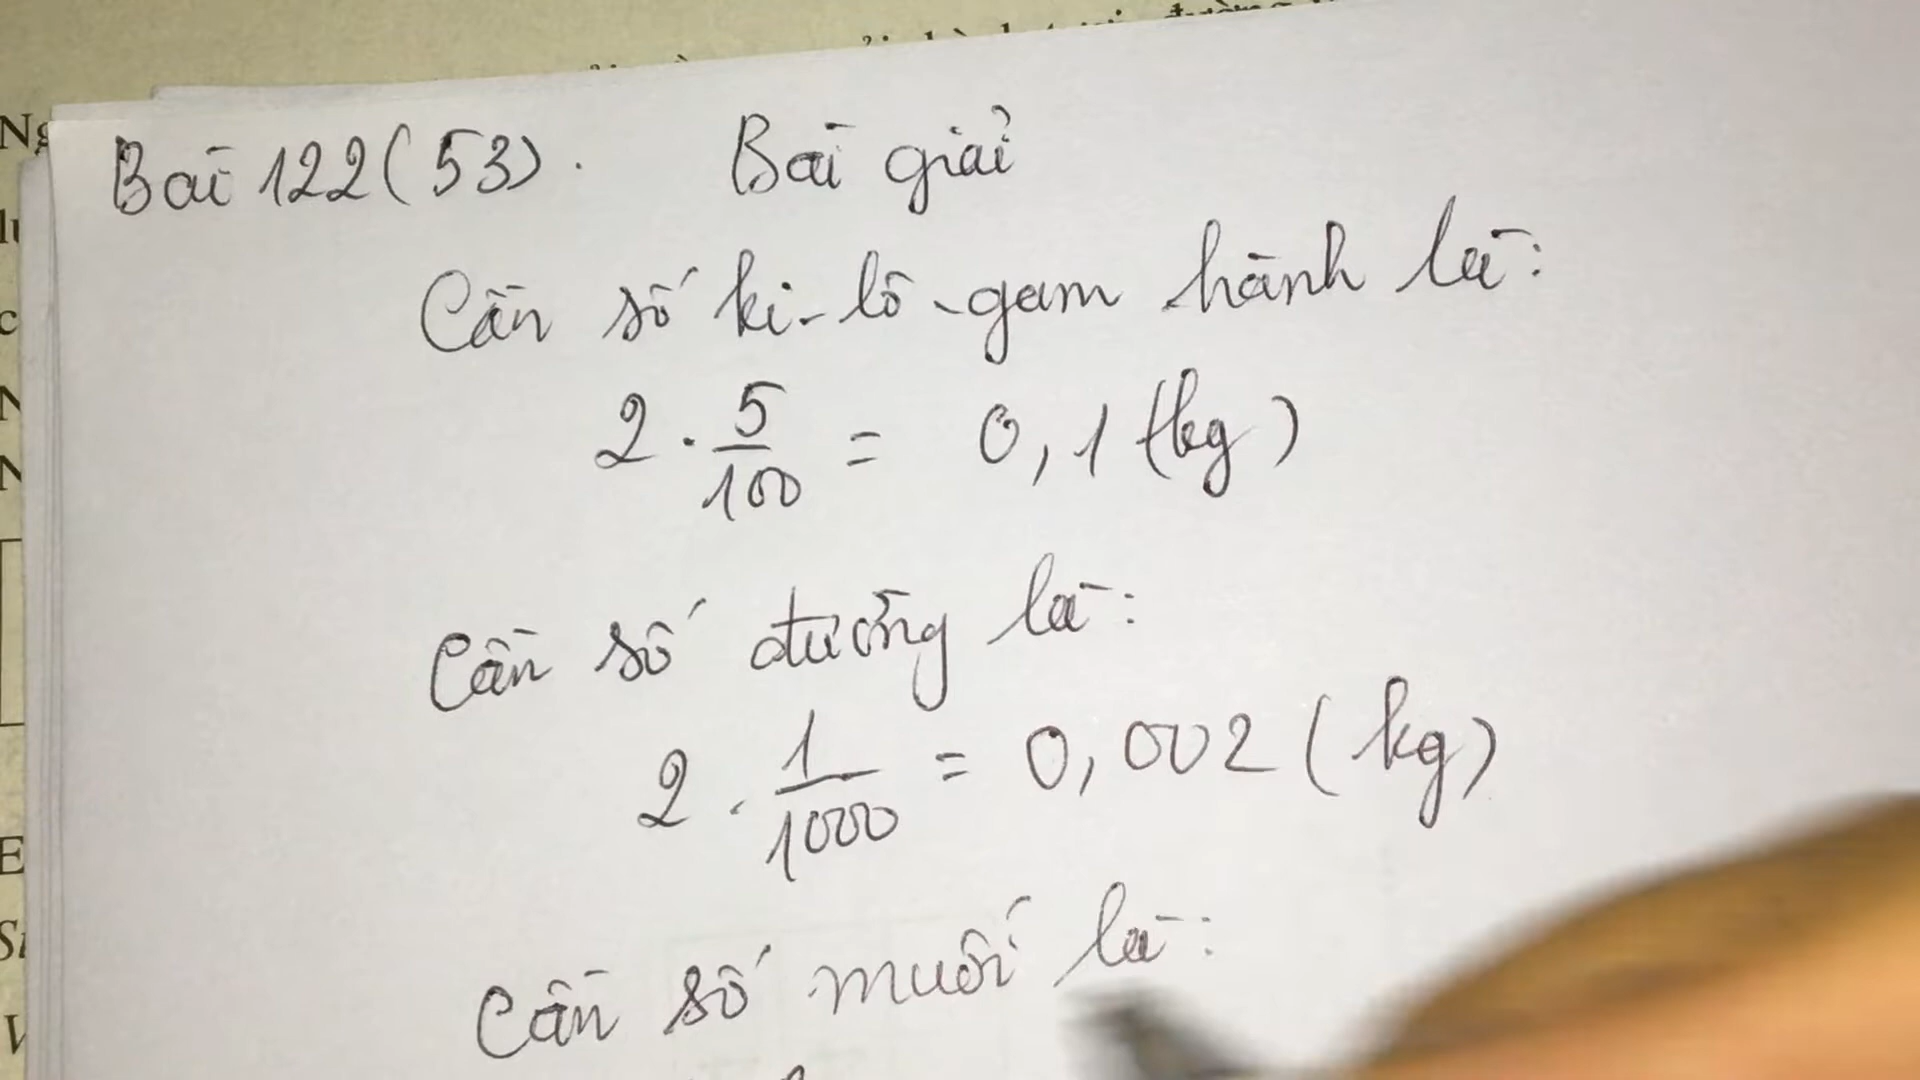 Bài 122 (53). Bài giải
Cần số ki-lô-gam hành là:
2 · 5/100 = 0,1 (kg)
Cần số đường là:
2 . 1/1000 = 0,002 (kg)
Cần số muối là: